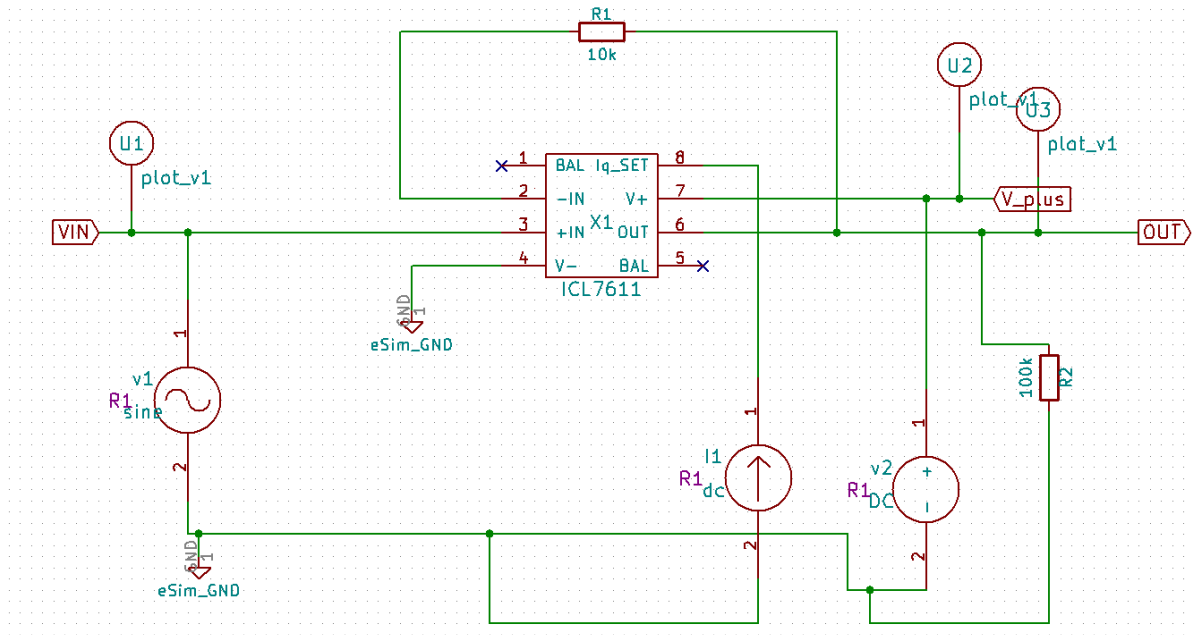 R1
10k
U2
plot_v1
U3
plot_v1
U1
plot_v1
1 BAL Iq_SET 8
2 -IN V+ 7
V_plus
VIN
3 +IN X1 OUT 6
OUT
4 V- BAL 5
ICL7611
GND
1
eSim_GND
1
v1
R1
sine
2
100k
R2
1
I1
R1
dc
2
1
v2
R1
DC
+
-
2
GND
1
eSim_GND